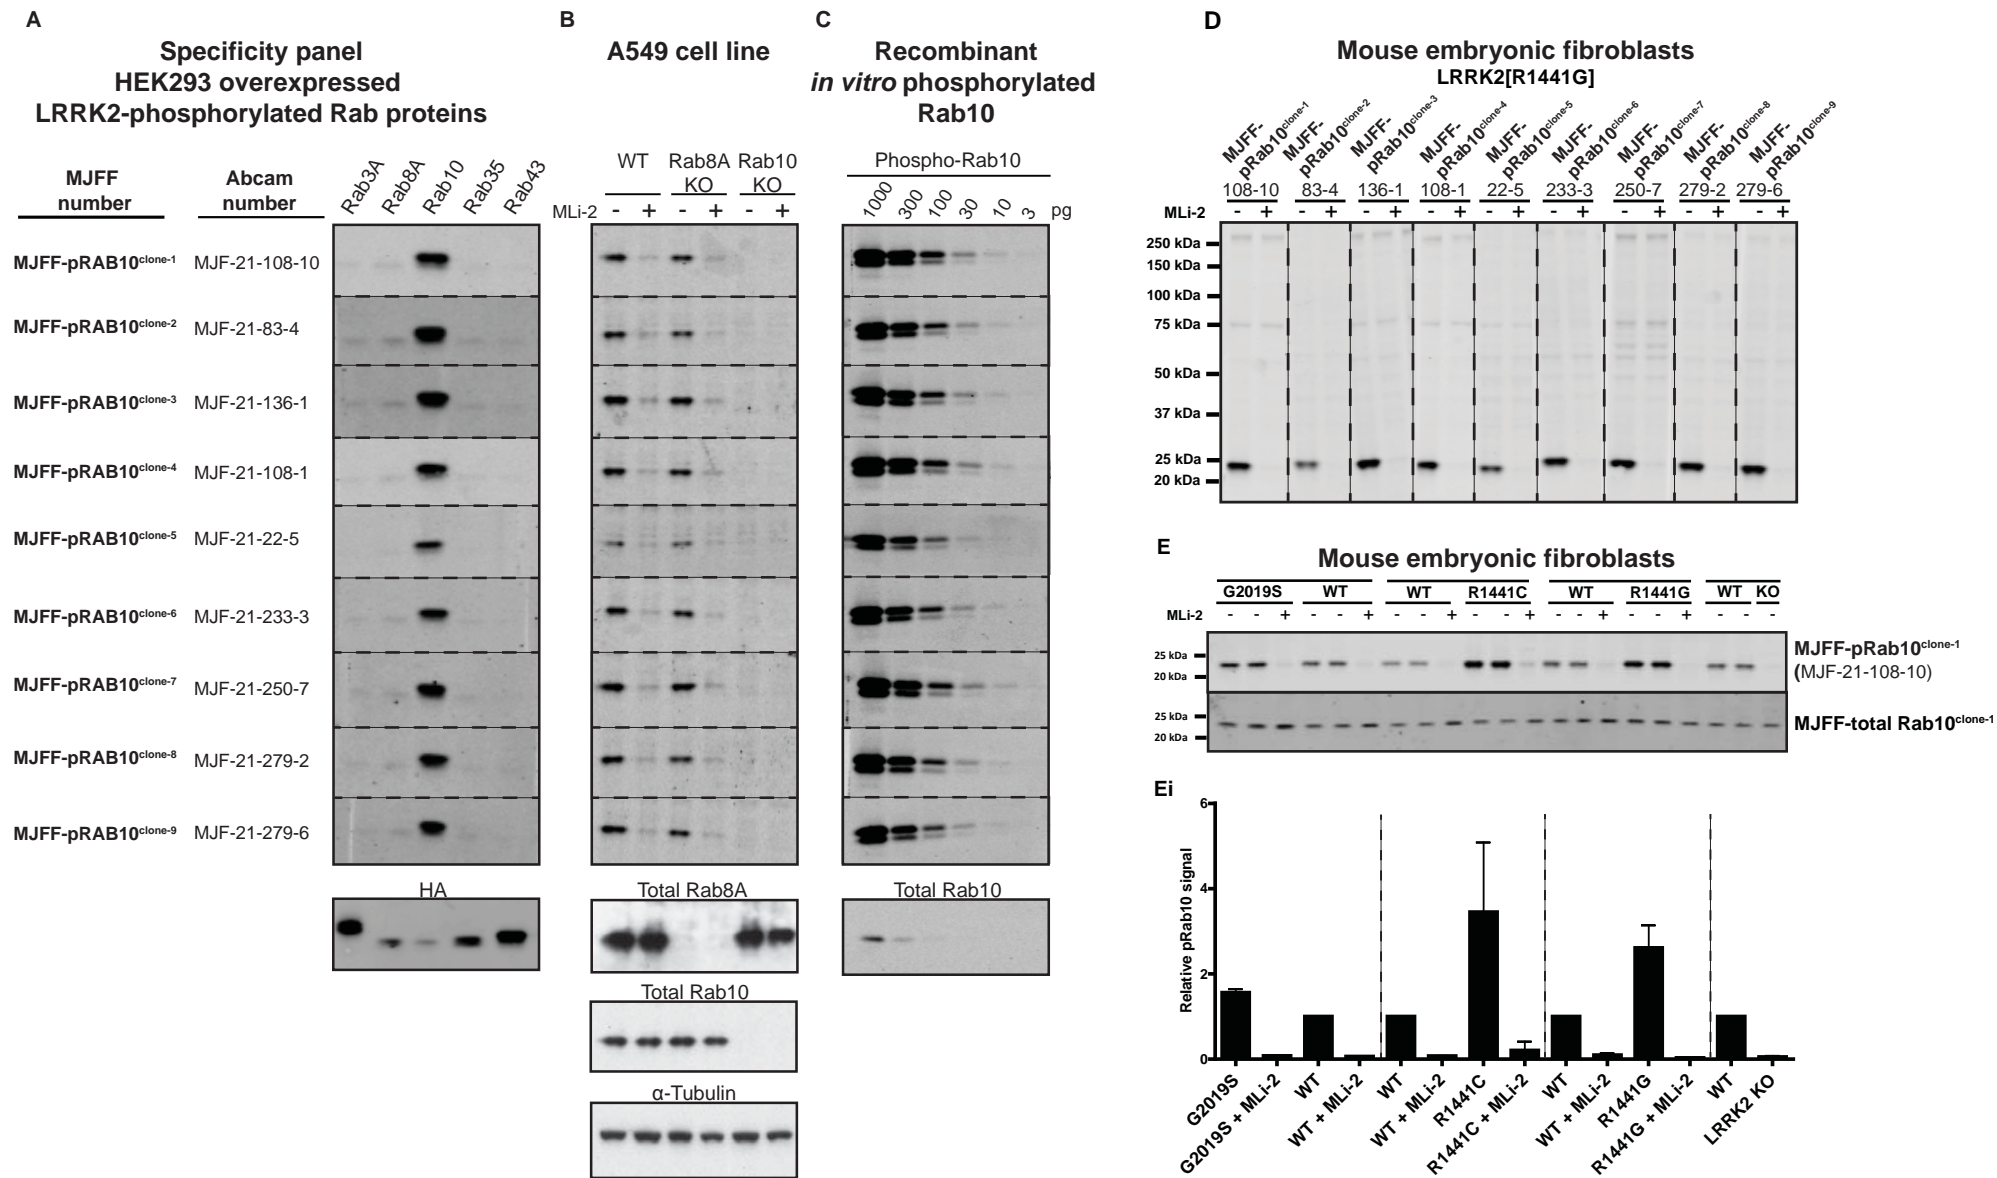 A
Specificity panel
HEK293 overexpressed
LRRK2-phosphorylated Rab proteins
MJFF
number
Abcam
number
Rab3A
Rab8A
Rab10
Rab35
Rab43
MJFF-pRAB10clone-1 MJF-21-108-10
MJFF-pRAB10clone-2 MJF-21-83-4
MJFF-pRAB10clone-3 MJF-21-136-1
MJFF-pRAB10clone-4 MJF-21-108-1
MJFF-pRAB10clone-5 MJF-21-22-5
MJFF-pRAB10clone-6 MJF-21-233-3
MJFF-pRAB10clone-7 MJF-21-250-7
MJFF-pRAB10clone-8 MJF-21-279-2
MJFF-pRAB10clone-9 MJF-21-279-6
HA
B
A549 cell line
WT
Rab8A
KO
Rab10
KO
MLi-2 - + - + - +
Total Rab8A
Total Rab10
α-Tubulin
C
Recombinant
in vitro phosphorylated
Rab10
Phospho-Rab10
1000 300 100 30 10 3 pg
Total Rab10
D
Mouse embryonic fibroblasts
LRRK2[R1441G]
MJFF-
pRab10clone-1
MJFF-
pRab10clone-2
MJFF-
pRab10clone-3
MJFF-
pRab10clone-4
MJFF-
pRab10clone-5
MJFF-
pRab10clone-6
MJFF-
pRab10clone-7
MJFF-
pRab10clone-8
MJFF-
pRab10clone-9
108-10 83-4 136-1 108-1 22-5 233-3 250-7 279-2 279-6
MLi-2 - + - + - + - + - + - + - + - + - +
250 kDa
150 kDa
100 kDa
75 kDa
50 kDa
37 kDa
25 kDa
20 kDa
E
Mouse embryonic fibroblasts
G2019S WT WT R1441C WT R1441G WT KO
MLi-2 - - + - - + - - + - - + - - + - - + - - -
25 kDa
20 kDa
MJFF-pRab10clone-1
(MJF-21-108-10)
25 kDa
20 kDa
MJFF-total Rab10clone-1
Ei
Relative pRab10 signal
6
4
2
0
G2019S
G2019S + MLi-2
WT
WT + MLi-2
WT
WT + MLi-2
R1441C
R1441C + MLi-2
WT
WT + MLi-2
R1441G
R1441G + MLi-2
WT
LRRK2 KO